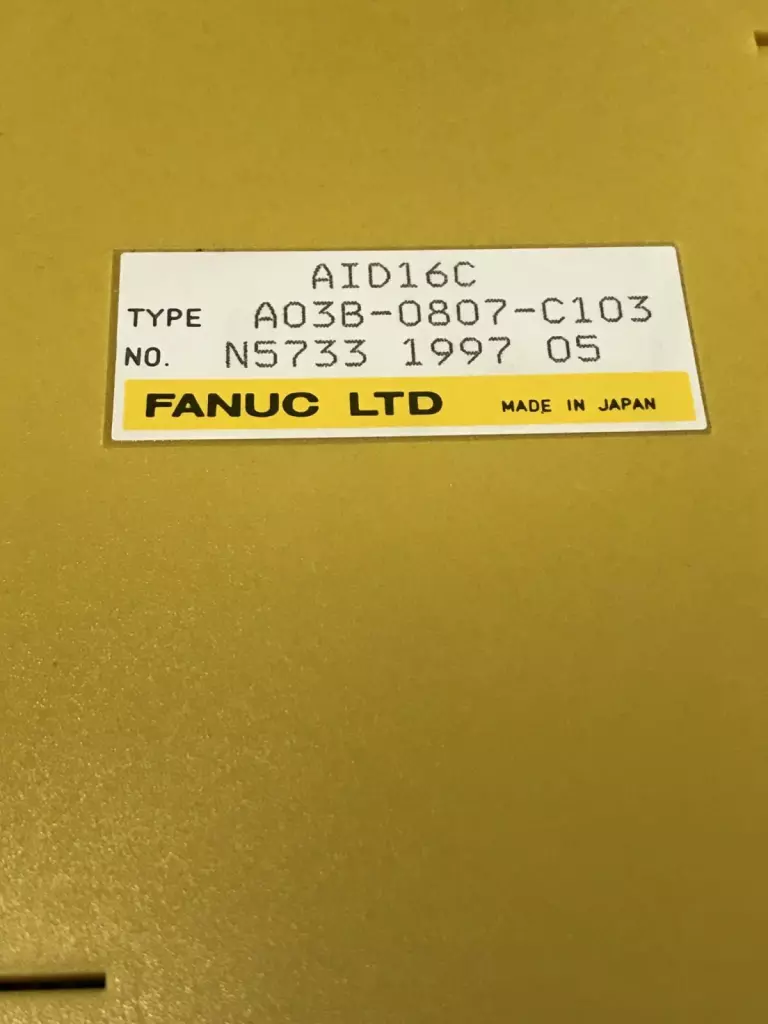 AID16C
TYPE A03B-0807-C103
NO. N5733 1997 05
FANUC LTD MADE IN JAPAN